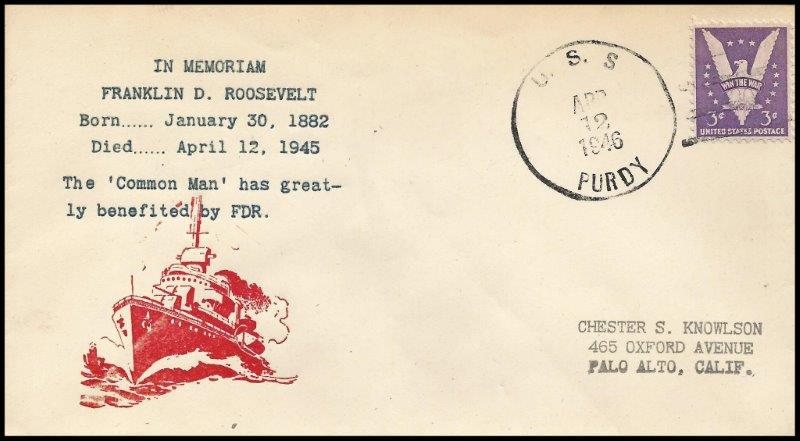 IN MEMORIAM
FRANKLIN D. ROOSEVELT
Born...... January 30, 1882
Died...... April 12, 1945
The 'Common Man' has great-
ly benefited by FDR.
U. S. S
APR
12
1946
PURDY
WIN THE WAR
3¢ 3¢
UNITED STATES POSTAGE
CHESTER S. KNOWLSON
465 OXFORD AVENUE
PALO ALTO, CALIF.